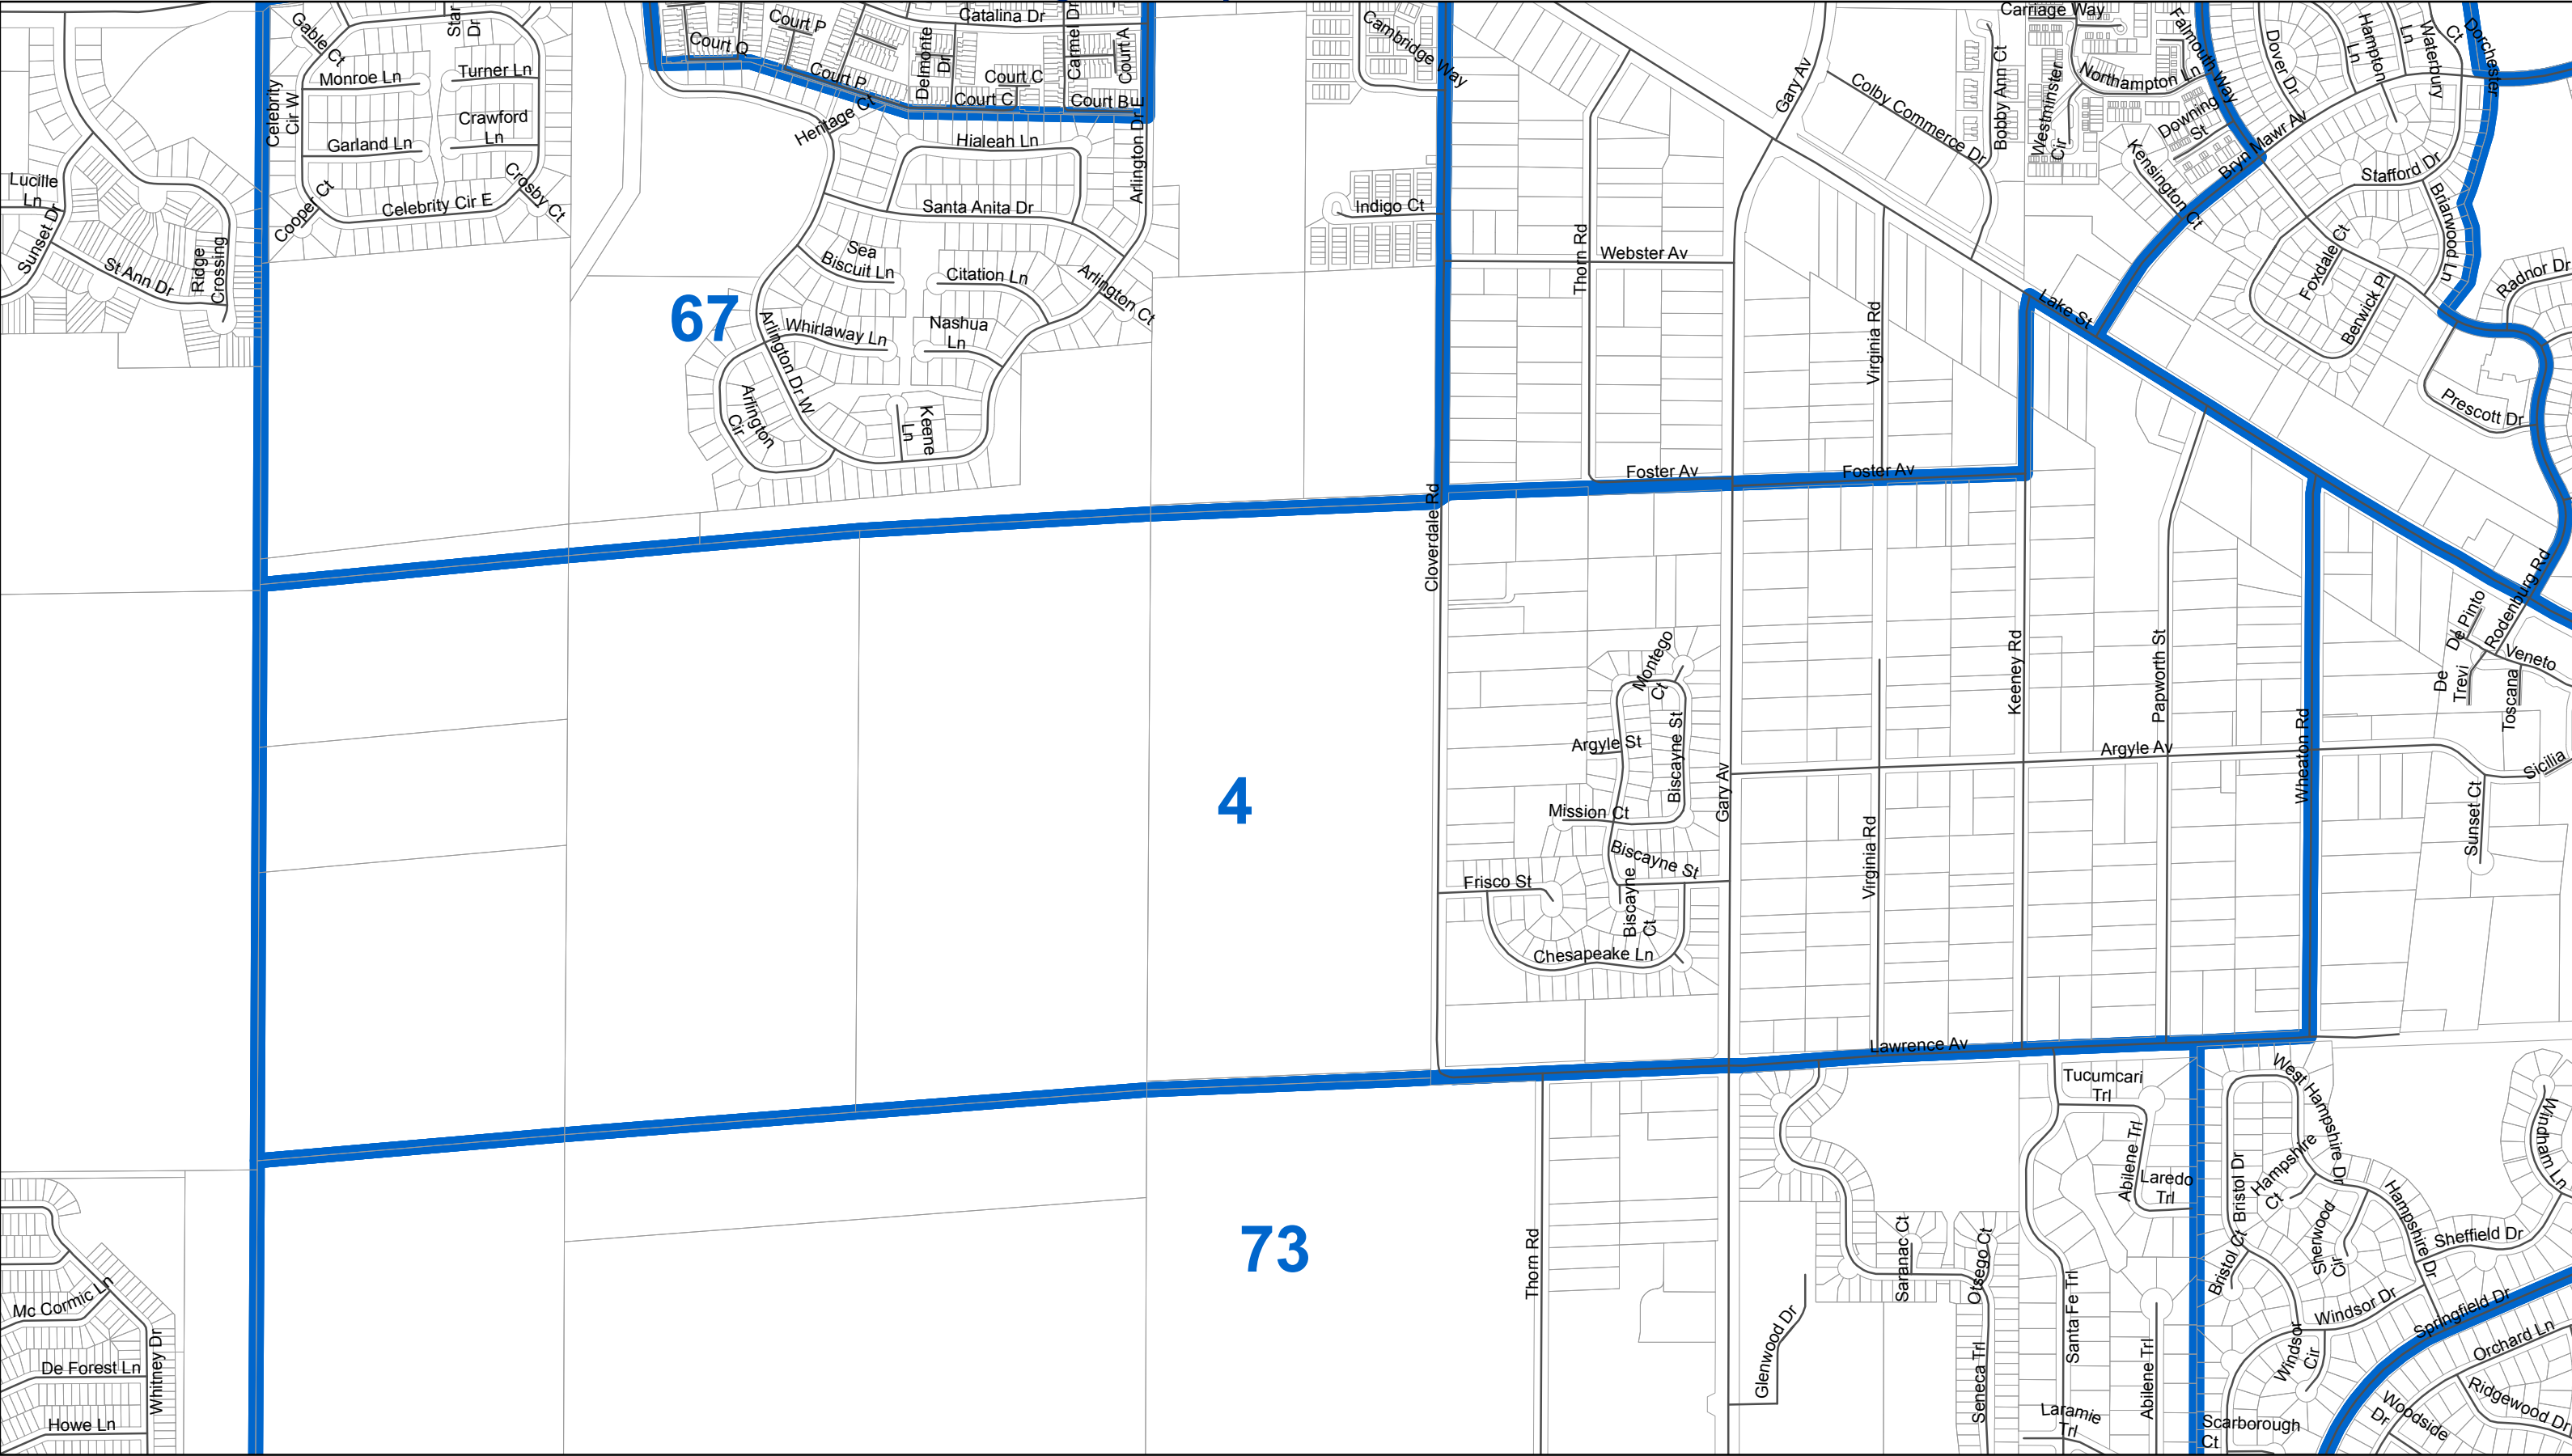 Gable Ct
Star
Dr
Court Q
Court P
Catalina Dr
Carmel Dr
Court A
Delmonte
Dr
Court C
Court P
Court C
Court B
E
Cambridge Way
Gary Av
Colby Commerce Dr
Bobby Ann Ct
Carriage Way
Falmouth Way
Northampton Ln
Westminster
Cir
Downing
St
Kensington Ct
Bryn Mawr Av
Dover Dr
Hampton
Ln
Ln
Waterbury
Ct
Dorchester
Stafford Dr
Briarwood Ln
Foxdale Ct
Berwick Pl
Radnor Dr
Prescott Dr
Celebrity
Cir W
Monroe Ln
Turner Ln
Crawford
Ln
Garland Ln
Cooper Ct
Celebrity Cir E
Crosby Ct
Lucille
Ln
Sunset Dr
St Ann Dr
Ridge
Crossing
Heritage Ct
Hialeah Ln
Arlington Dr
Santa Anita Dr
Sea
Biscuit Ln
Citation Ln
Arlington Ct
Whirlaway Ln
Nashua
Ln
Arlington Dr W
Arlington
Cir
Keene
Ln
67
Indigo Ct
Thorn Rd
Webster Av
Virginia Rd
Lake St
Foster Av
Foster Av
Cloverdale Rd
Montego
Ct
Argyle St
Biscayne St
Mission Ct
Biscayne St
Biscayne
Ct
Frisco St
Chesapeake Ln
Gary Av
Virginia Rd
Keeney Rd
Papworth St
Argyle Av
Wheaton Rd
Rodenburg Rd
De Pinto
De
Trevi
Veneto
Toscana
Sicilia
Sunset Ct
4
Lawrence Av
73
Thorn Rd
Glenwood Dr
Saranac Ct
Otsego Ct
Seneca Trl
Santa Fe Trl
Tucumcari
Trl
Abilene Trl
Laredo
Trl
Abilene Trl
Laramie
Trl
West Hampshire Dr
Hampshire
Ct
Bristol Dr
Bristol Ct
Sherwood
Cir
Hampshire Dr
Sheffield Dr
Windham Ln
Windsor Dr
Windsor
Cir
Springfield Dr
Orchard Ln
Ridgewood Dr
Woodside
Dr
Scarborough
Ct
Mc Cormic Ln
De Forest Ln
Whitney Dr
Howe Ln